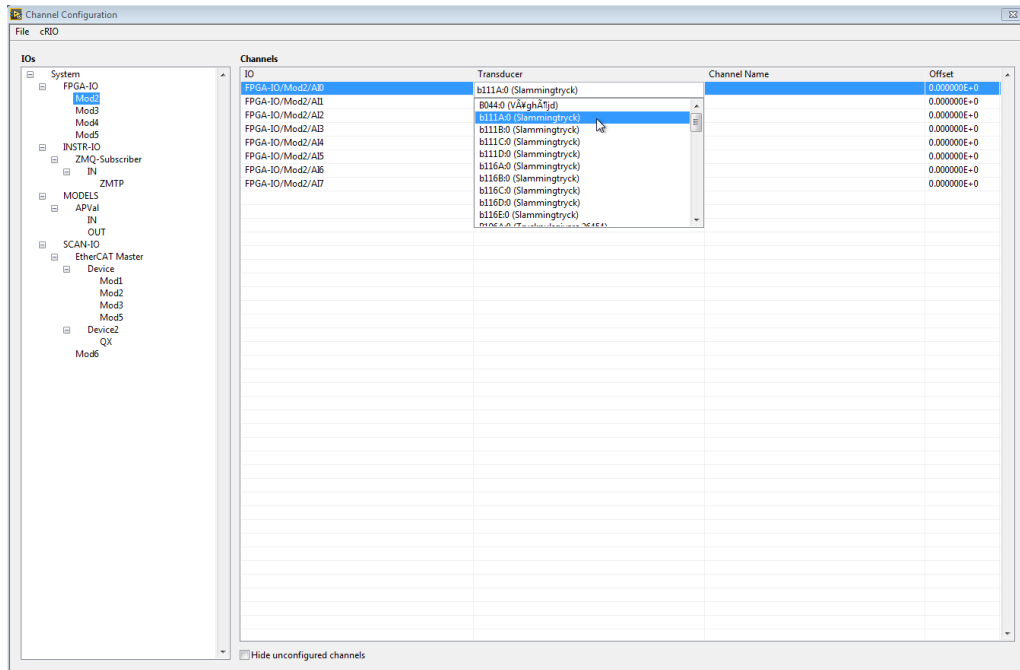 Channel Configuration
File cRIO
IOs
System
FPGA-IO
Mod2
Mod3
Mod4
Mod5
INSTR-IO
ZMQ-Subscriber
IN
ZMTP
MODELS
APVal
IN
OUT
SCAN-IO
EtherCAT Master
Device
Mod1
Mod2
Mod3
Mod5
Device2
QX
Mod6
Channels
IO Transducer Channel Name Offset
FPGA-IO/Mod2/AI0 b111A:0 (Slammingtryck) 0.000000E+0
FPGA-IO/Mod2/AI1 0.000000E+0
FPGA-IO/Mod2/AI2 0.000000E+0
FPGA-IO/Mod2/AI3 0.000000E+0
FPGA-IO/Mod2/AI4 0.000000E+0
FPGA-IO/Mod2/AI5 0.000000E+0
FPGA-IO/Mod2/AI6 0.000000E+0
FPGA-IO/Mod2/AI7 0.000000E+0
B044:0 (VÃ¥ghÃ¶jd)
b111A:0 (Slammingtryck)
b111B:0 (Slammingtryck)
b111C:0 (Slammingtryck)
b111D:0 (Slammingtryck)
b116A:0 (Slammingtryck)
b116B:0 (Slammingtryck)
b116C:0 (Slammingtryck)
b116D:0 (Slammingtryck)
b116E:0 (Slammingtryck)
Hide unconfigured channels